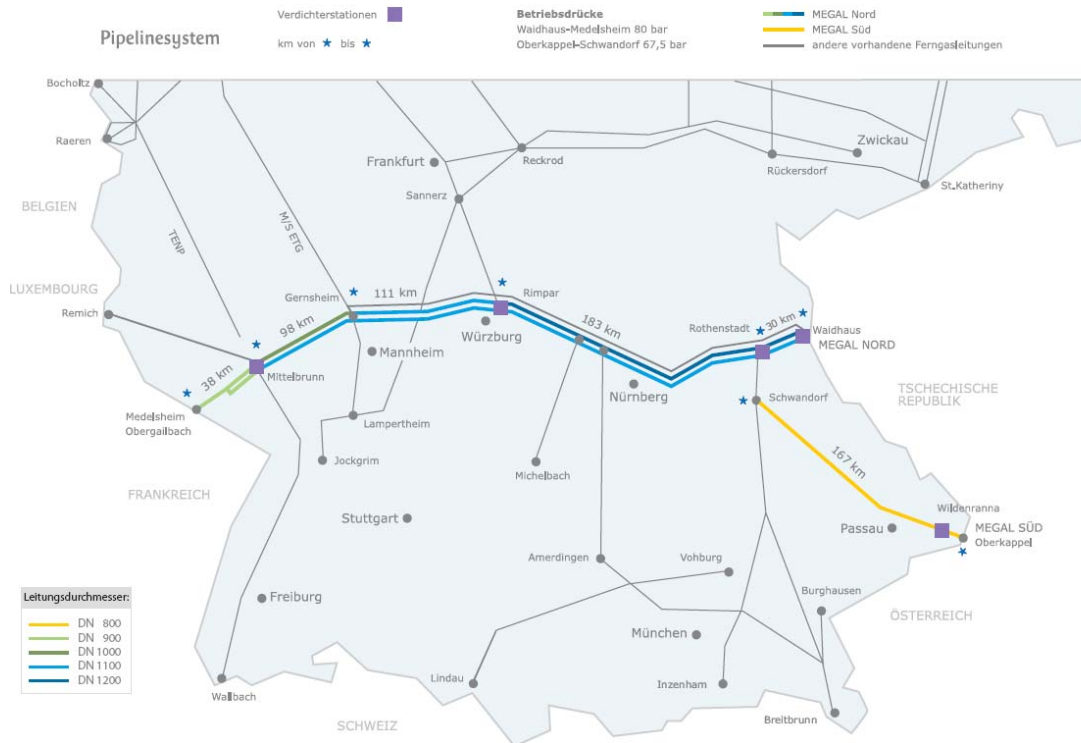 Pipelinesystem
Verdichterstationen
km von ★ bis ★
Betriebsdrücke
Waidhaus-Medelsheim 80 bar
Oberkappel-Schwandorf 67,5 bar
MEGAL Nord
MEGAL Süd
andere vorhandene Ferngasleitungen
Bocholtz
Raeren
BELGIEN
LUXEMBOURG
Remich
TENP
M/S ETG
Frankfurt
Sannerz
Reckrod
Rückersdorf
Zwickau
St.Katheriny
Gernsheim
111 km
Rimpar
98 km
Würzburg
183 km
Rothenstadt
30 km
Waidhaus
MEGAL NORD
Mannheim
Mittelbrunn
38 km
Nürnberg
TSCHECHISCHE
REPUBLIK
Medelsheim
Obergailbach
Lampertheim
Schwandorf
Jockgrim
Michelbach
167 km
FRANKREICH
Stuttgart
Wildenranna
Passau
MEGAL SÜD
Oberkappel
Amerdingen
Vohburg
Burghausen
ÖSTERREICH
Freiburg
München
Leitungsdurchmesser:
DN 800
DN 900
DN 1000
DN 1100
DN 1200
Wallbach
Lindau
Inzenham
Breitbrunn
SCHWEIZ